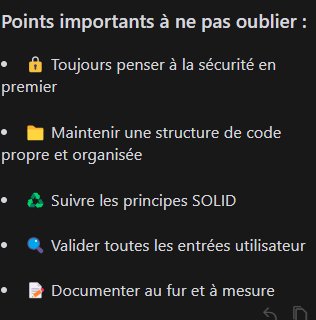 Points importants à ne pas oublier :
• 🔒 Toujours penser à la sécurité en
premier
• 📁 Maintenir une structure de code
propre et organisée
• ♻️ Suivre les principes SOLID
• 🔍 Valider toutes les entrées utilisateur
• 📝 Documenter au fur et à mesure